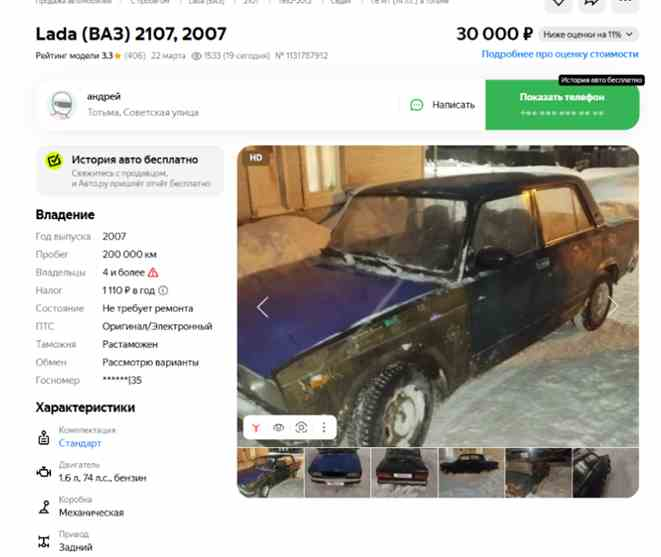 Lada (ВАЗ) 2107, 2007
30 000 ₽ Ниже оценки на 11%
Рейтинг модели 3,3 (406) 22 марта 1533 (19 сегодня) № 1131757912
Подробнее про оценку стоимости
История авто бесплатно
андрей
Тотьма, Советская улица
Написать
Показать телефон
История авто бесплатно
Свяжитесь с продавцом,
и Авто.ру пришлёт отчёт бесплатно
HD
Владение
Год выпуска 2007
Пробег 200 000 км
Владельцы 4 и более
Налог 1 110 ₽ в год
Состояние Не требует ремонта
ПТС Оригинал/Электронный
Таможня Растаможен
Обмен Рассмотрю варианты
Госномер ******|35
Характеристики
Комплектация
Стандарт
Двигатель
1.6 л, 74 л.с., бензин
Коробка
Механическая
Привод
Задний